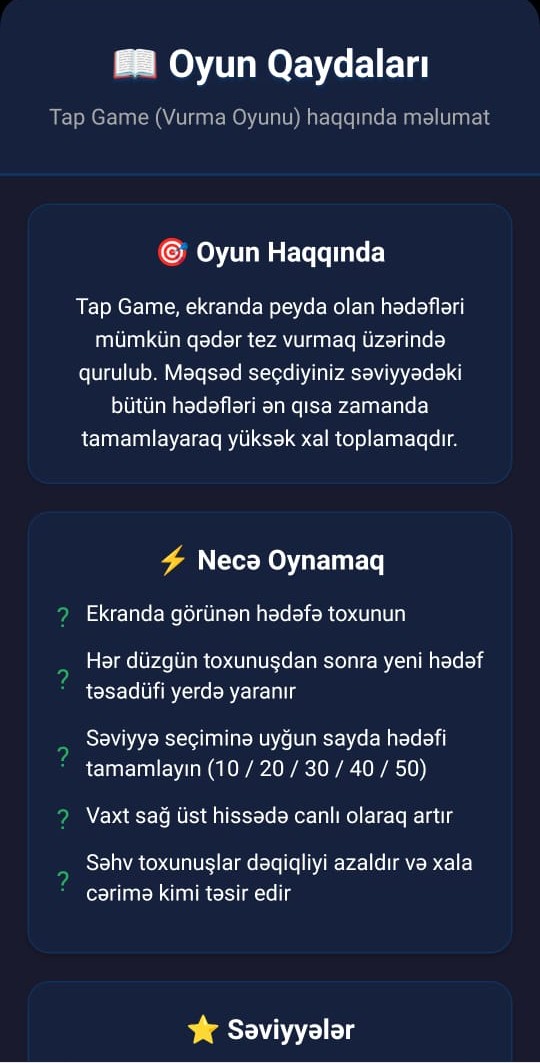 📖 Oyun Qaydaları
Tap Game (Vurma Oyunu) haqqında məlumat
🎯 Oyun Haqqında
Tap Game, ekranda peyda olan hədəfləri
mümkün qədər tez vurmaq üzərində
qurulub. Məqsəd seçdiyiniz səviyyədəki
bütün hədəfləri ən qısa zamanda
tamamlayaraq yüksək xal toplamaqdır.
⚡ Necə Oynamaq
? Ekranda görünən hədəfə toxunun
? Hər düzgün toxunuşdan sonra yeni hədəf
təsadüfi yerdə yaranır
? Səviyyə seçiminə uyğun sayda hədəfi
tamamlayın (10 / 20 / 30 / 40 / 50)
? Vaxt sağ üst hissədə canlı olaraq artır
? Səhv toxunuşlar dəqiqliyi azaldır və xala
cərimə kimi təsir edir
⭐ Səviyyələr